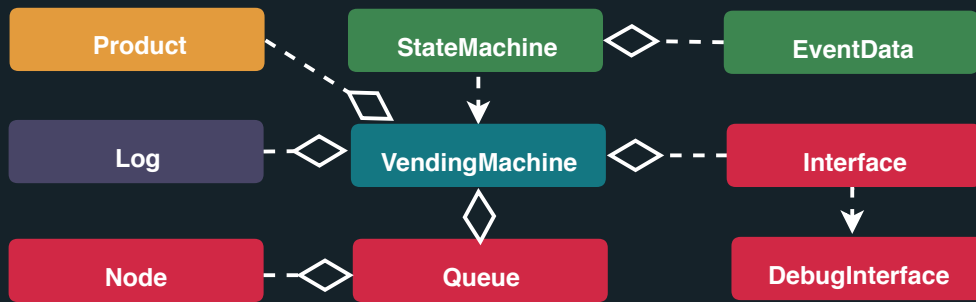 Product
StateMachine
EventData
Log
VendingMachine
Interface
Node
Queue
DebugInterface